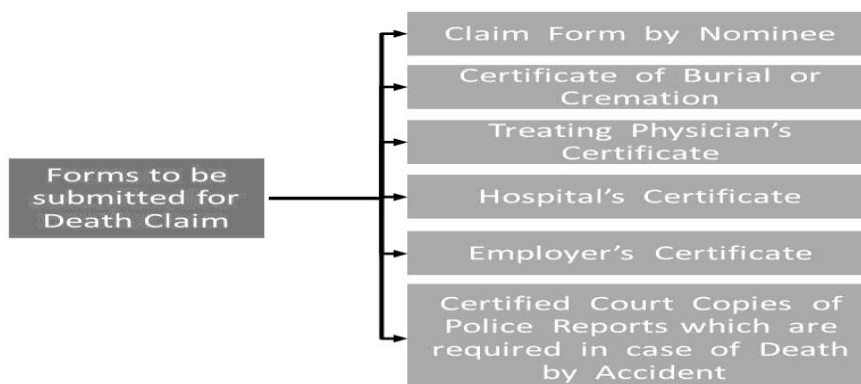 Forms to be
submitted for
Death Claim
Claim Form by Nominee
Certificate of Burial or
Cremation
Treating Physician’s
Certificate
Hospital’s Certificate
Employer’s Certificate
Certified Court Copies of
Police Reports which are
required in case of Death
by Accident